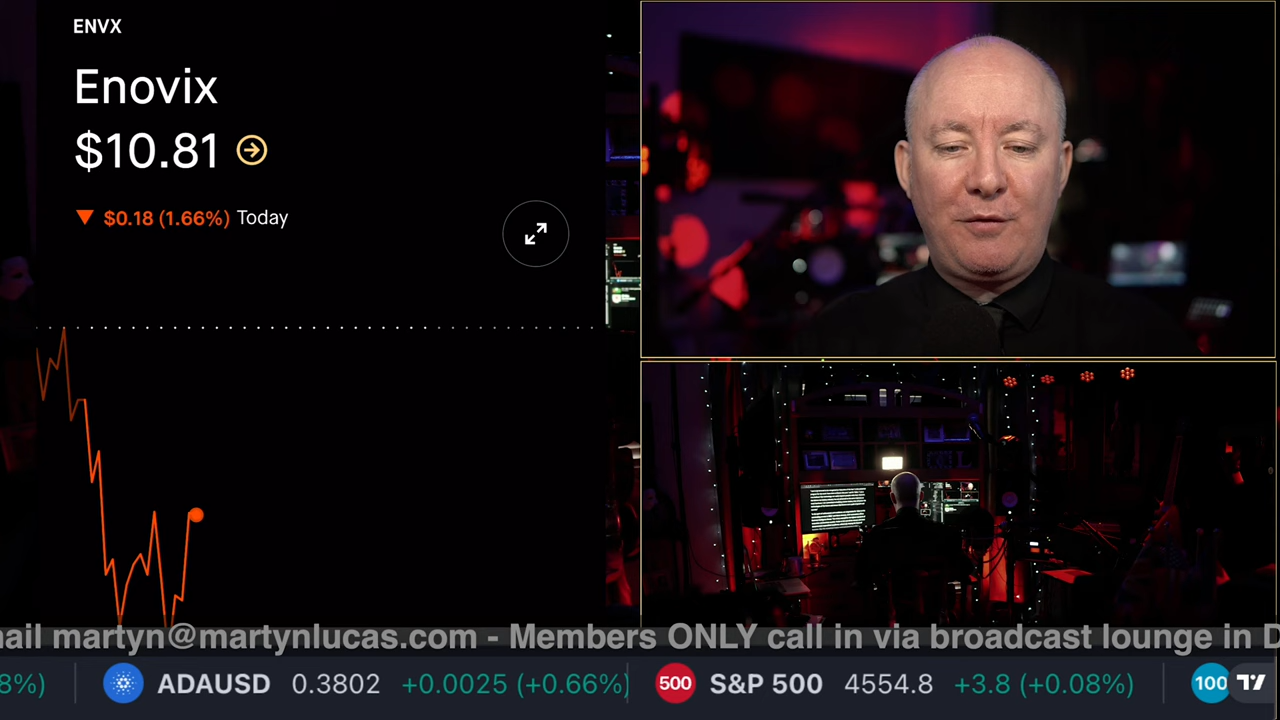 ENVX
Enovix
$10.81
▼ $0.18 (1.66%) Today
ail martyn@martynlucas.com - Members ONLY call in via broadcast lounge in D
8%) ADAUSD 0.3802 +0.0025 (+0.66%) 500 S&P 500 4554.8 +3.8 (+0.08%) 100